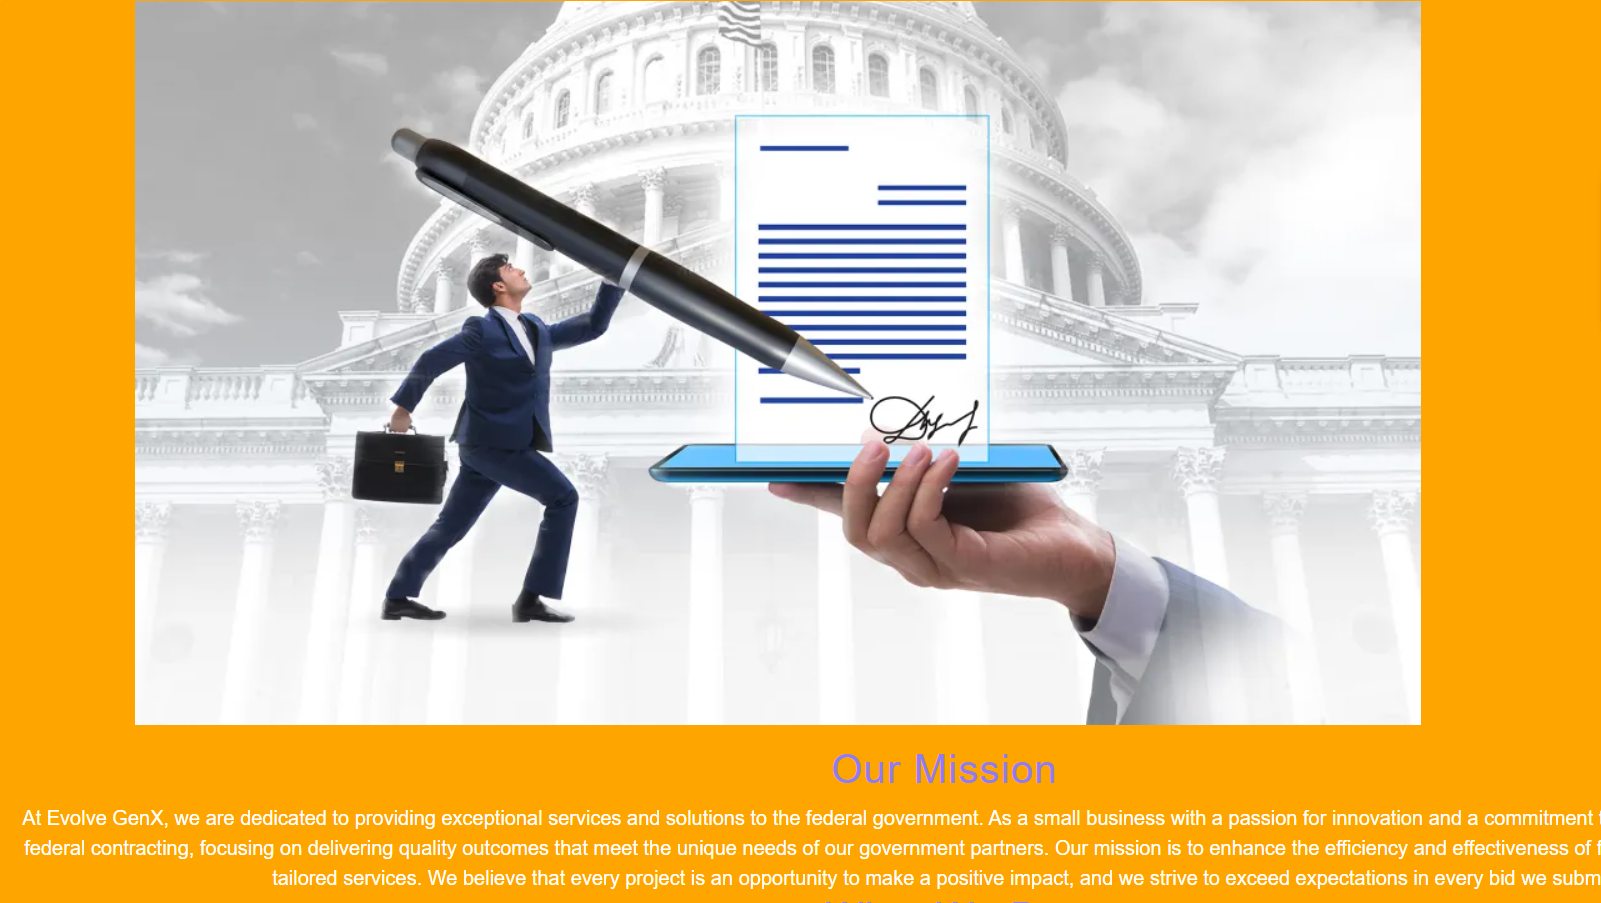 Our Mission
At Evolve GenX, we are dedicated to providing exceptional services and solutions to the federal government. As a small business with a passion for innovation and a commitment
federal contracting, focusing on delivering quality outcomes that meet the unique needs of our government partners. Our mission is to enhance the efficiency and effectiveness of
tailored services. We believe that every project is an opportunity to make a positive impact, and we strive to exceed expectations in every bid we subm